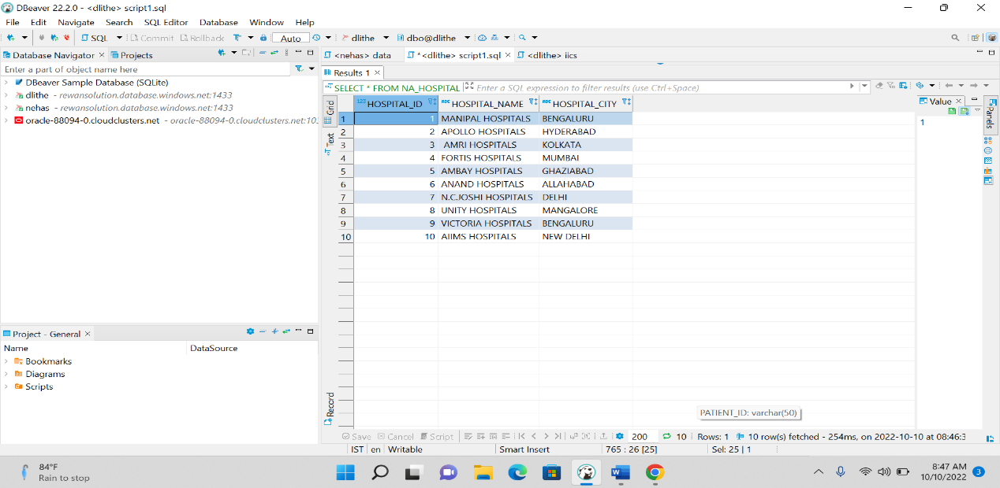 DBeaver 22.2.0 - <dlithe> script1.sql
File Edit Navigate Search SQL Editor Database Window Help
SQL Commit Rollback Auto dlithe dbo@dlithe
Database Navigator Projects
Enter a part of object name here
DBeaver Sample Database (SQLite)
dlithe - rewansolution.database.windows.net:1433
nehas - rewansolution.database.windows.net:1433
oracle-88094-0.cloudclusters.net - oracle-88094-0.cloudclusters.net:10
Project - General
Name DataSource
Bookmarks
Diagrams
Scripts
<nehas> data *<dlithe> script1.sql <dlithe> iics
Results 1
SELECT * FROM NA_HOSPITAL Enter a SQL expression to filter results (use Ctrl+Space)
Grid
Text
Record
123 HOSPITAL_ID ABC HOSPITAL_NAME ABC HOSPITAL_CITY
1 1 MANIPAL HOSPITALS BENGALURU
2 2 APOLLO HOSPITALS HYDERABAD
3 3 AMRI HOSPITALS KOLKATA
4 4 FORTIS HOSPITALS MUMBAI
5 5 AMBAY HOSPITALS GHAZIABAD
6 6 ANAND HOSPITALS ALLAHABAD
7 7 N.C.JOSHI HOSPITALS DELHI
8 8 UNITY HOSPITALS MANGALORE
9 9 VICTORIA HOSPITALS BENGALURU
10 10 AIIMS HOSPITALS NEW DELHI
Value
1
Panels
PATIENT_ID: varchar(50)
Save Cancel Script 200 10 Rows: 1 10 row(s) fetched - 254ms, on 2022-10-10 at 08:46:3
IST en Writable Smart Insert 765 : 26 [25] Sel: 25 | 1
84°F
Rain to stop
8:47 AM
10/10/2022
3